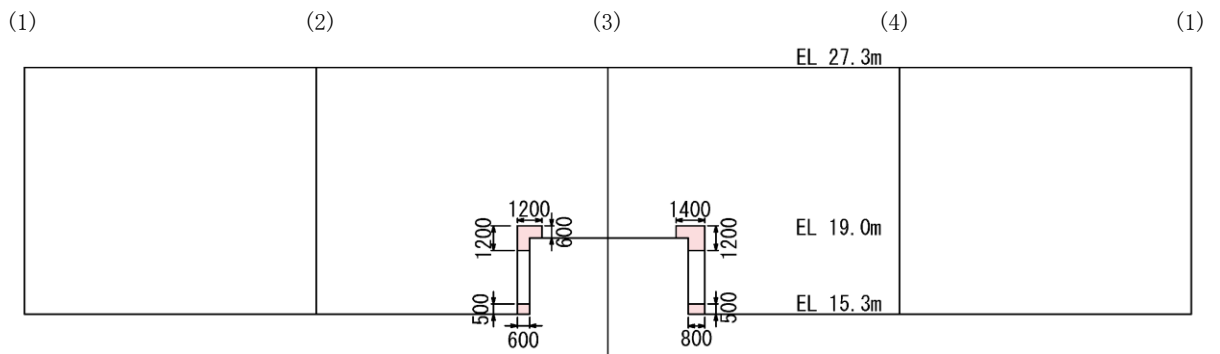 (1) (2) (3) (4) (1)
EL 27.3m
1200 1400
1200 600 EL 19.0m 1200
500 EL 15.3m 500
600 800